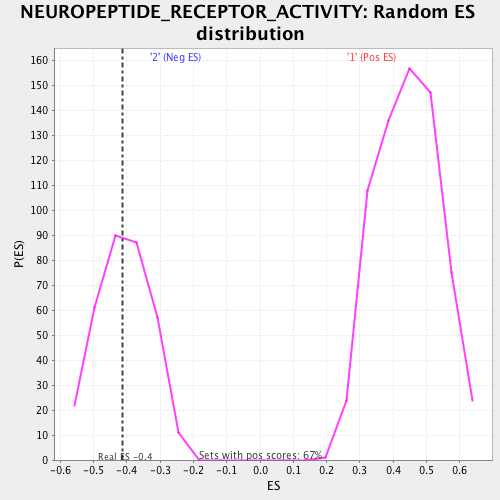 NEUROPEPTIDE_RECEPTOR_ACTIVITY: Random ES
distribution
'2' (Neg ES)
'1' (Pos ES)
160
150
140
130
120
110
100
90
80
70
60
50
40
30
20
10
0
P(ES)
Real ES -0.4
Sets with pos scores: 67%
-0.6 -0.5 -0.4 -0.3 -0.2 -0.1 0.0 0.1 0.2 0.3 0.4 0.5 0.6
ES